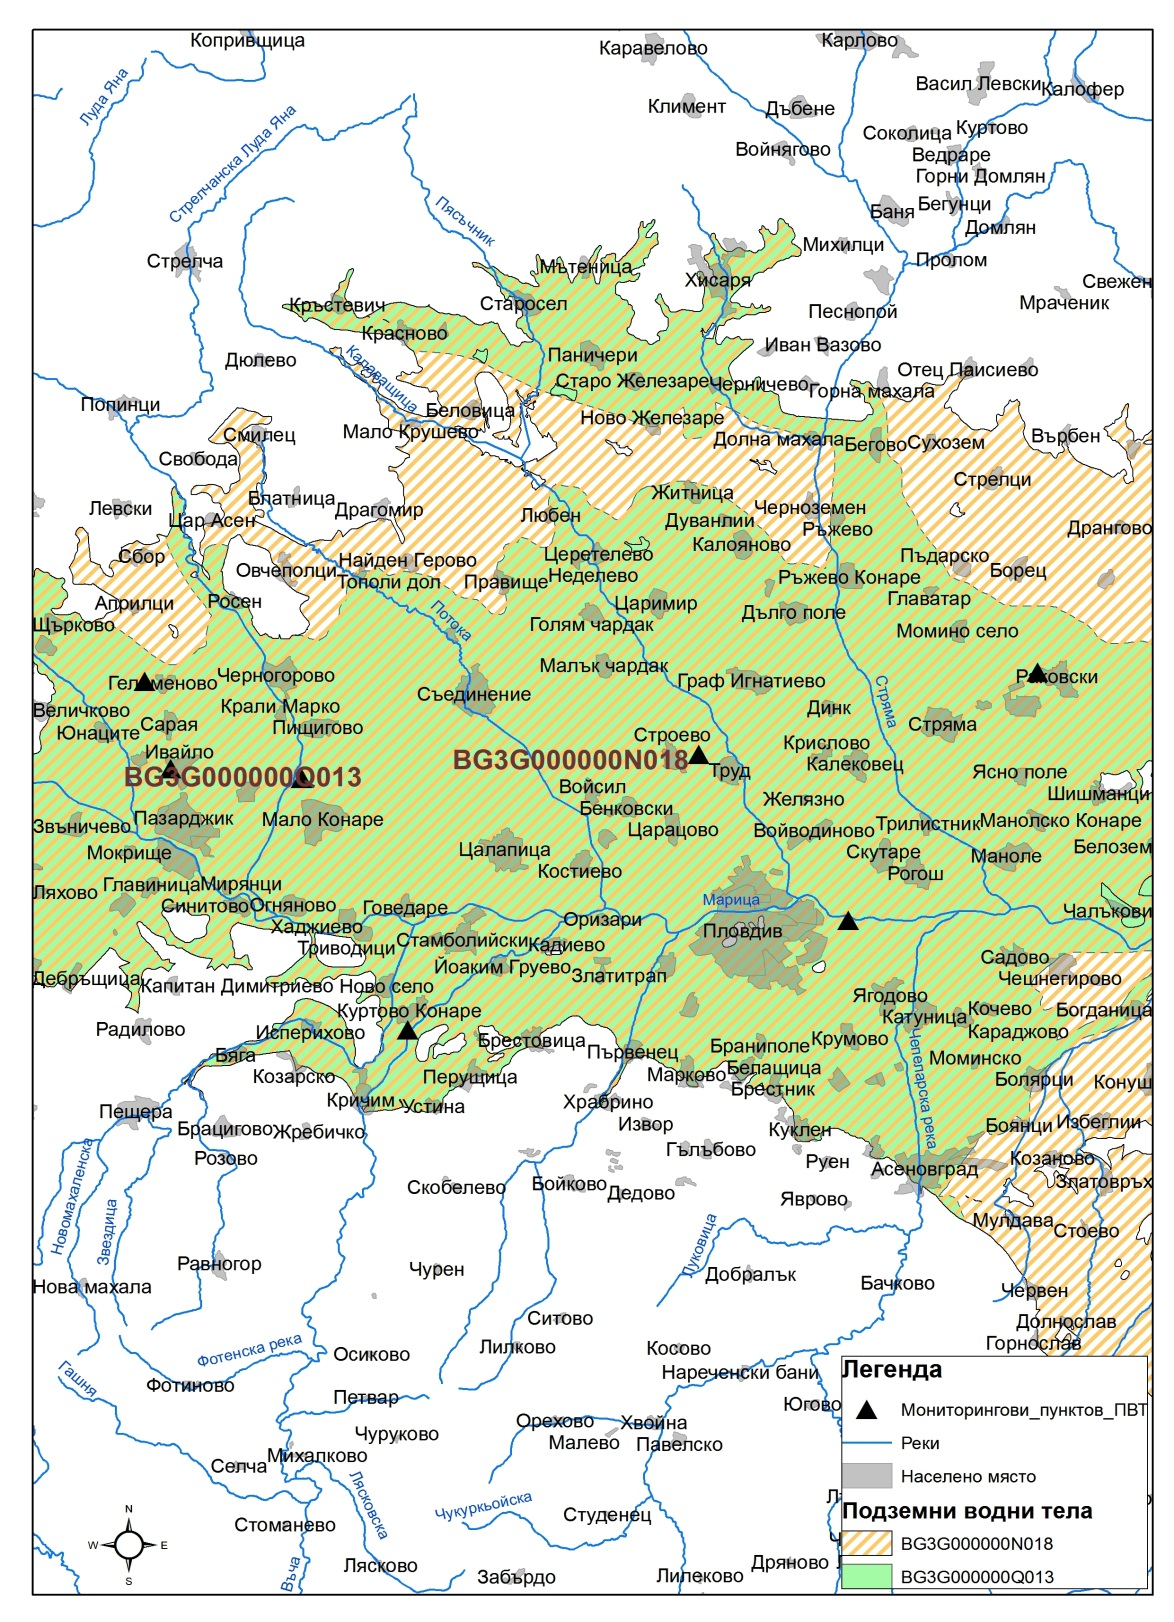 Копривщица
Каравелово
Карлово
Васил Левски
Калофер
Луда Яна
Климент
Дъбене
Стрелчанска Луда Яна
Соколица
Куртово
Войнягово
Ведраре
Горни Домлян
Пясъчник
Баня
Бегунци
Домлян
Михилци
Стрелча
Пролом
Мътеница
Хисаря
Свежен
Кръстевич
Старосел
Мраченик
Песнопой
Красново
Иван Вазово
Дюлево
Калаващица
Паничери
Отец Паисиево
Старо Железаре
Черничево
Горна махала
Попинци
Беловица
Ново Железаре
Смилец
Мало Крушево
Долна махала
Бегово
Сухозем
Върбен
Свобода
Стрелци
Блатница
Житница
Левски
Цар Асен
Драгомир
Любен
Дуванлии
Черноземен
Ръжево
Дрангово
Калояново
Сбор
Найден Герово
Церетелево
Пъдарско
Овчеполци
Тополи дол
Правище
Неделево
Ръжево Конаре
Борец
Априлци
Росен
Потока
Царимир
Дълго поле
Главатар
Щърково
Голям чардак
Момино село
Малък чардак
Гелеменово
Черногорово
Съединение
Граф Игнатиево
Раковски
Величково
Крали Марко
Динк
Стряма
Юнаците
Сарая
Пищигово
Строево
Стряма
Ивайло
Крислово
BG3G000000Q013
BG3G000000N018
Труд
Калековец
Ясно поле
Войсил
Шишманци
Бенковски
Желязно
Звъничево
Пазарджик
Мало Конаре
Царацово
Войводиново
Трилистник
Манолско Конаре
Мокрище
Цалапица
Скутаре
Маноле
Белозем
Костиево
Рогош
Ляхово
Главиница
Мирянци
Синитово
Огняново
Говедаре
Марица
Чалъкови
Хаджиево
Оризари
Пловдив
Триводици
Стамболийски
Кадиево
Садово
Йоаким Груево
Златитрап
Чешнегирово
Дебръщица
Капитан Димитриево
Ново село
Ягодово
Куртово Конаре
Катуница
Кочево
Богданица
Радилово
Исперихово
Брестовица
Караджово
Бяга
Първенец
Браниполе
Крумово
Чепеларска река
Моминско
Козарско
Перущица
Марково
Белащица
Болярци
Конуш
Брестник
Кричим
Устина
Храбрино
Пещера
Извор
Куклен
Боянци
Избеглии
Брацигово
Жребичко
Гълъбово
Розово
Руен
Асеновград
Козаново
Новомахаленска
Звездица
Скобелево
Бойково
Дедово
Яврово
Златовръх
Мулдава
Стоево
Луковица
Равногор
Чурен
Добралък
Бачково
Нова махала
Червен
Ситово
Долнослав
Фотенска река
Осиково
Лилково
Косово
Горнослав
Гашня
Фотиново
Нареченски бани
Петвар
Югово
Орехово
Хвойна
Чуруково
Малево
Павелско
Михалково
Селча
Лясковска
Чукуркьойска
Студенец
Стоманево
Въча
Лясково
Забърдо
Лилеково
Дряново
N
W
E
S
Легенда
Мониторингови_пунктов_ПВТ
Реки
Населено място
Подземни водни тела
BG3G000000N018
BG3G000000Q013